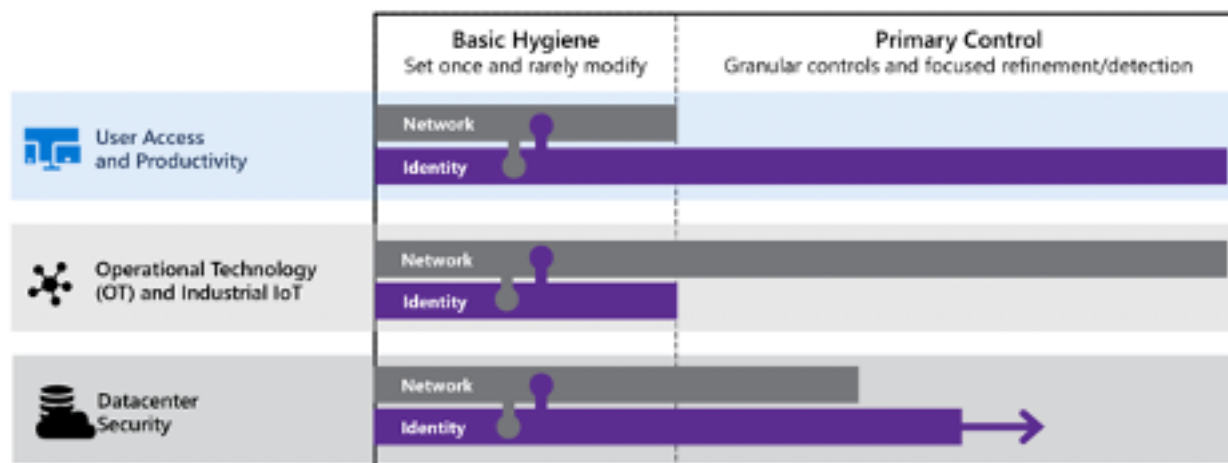 Basic Hygiene
Set once and rarely modify
Primary Control
Granular controls and focused refinement/detection
User Access
and Productivity
Network
Identity
Operational Technology
(OT) and Industrial IoT
Network
Identity
Datacenter
Security
Network
Identity